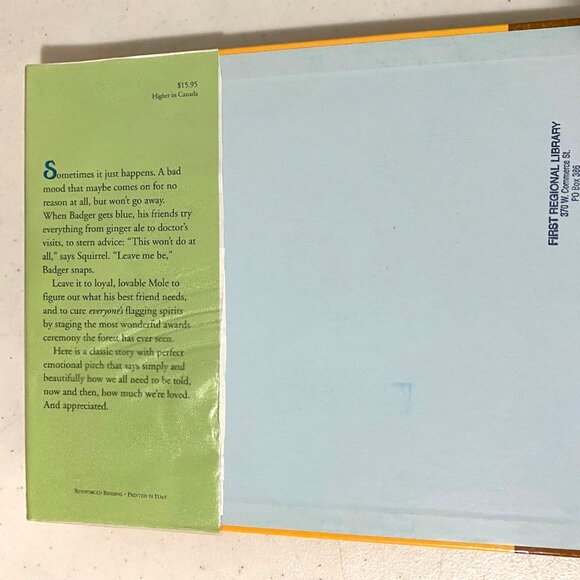 $15.95
Higher in Canada
Sometimes it just happens. A bad
mood that maybe comes on for no
reason at all, but won't go away.
When Badger gets blue, his friends try
everything from ginger ale to doctor's
visits, to stern advice: "This won't do at
all," says Squirrel. "Leave me be,"
Badger snaps.
Leave it to loyal, lovable Mole to
figure out what his best friend needs,
and to cure everyone's flagging spirits
by staging the most wonderful awards
ceremony the forest has ever seen.
Here is a classic story with perfect
emotional pitch that says simply and
beautifully how we all need to be told,
now and then, how much we're loved.
And appreciated.
Reinforced Binding • Printed in Italy
FIRST REGIONAL LIBRARY
370 W. Commerce St.
PO Box 386